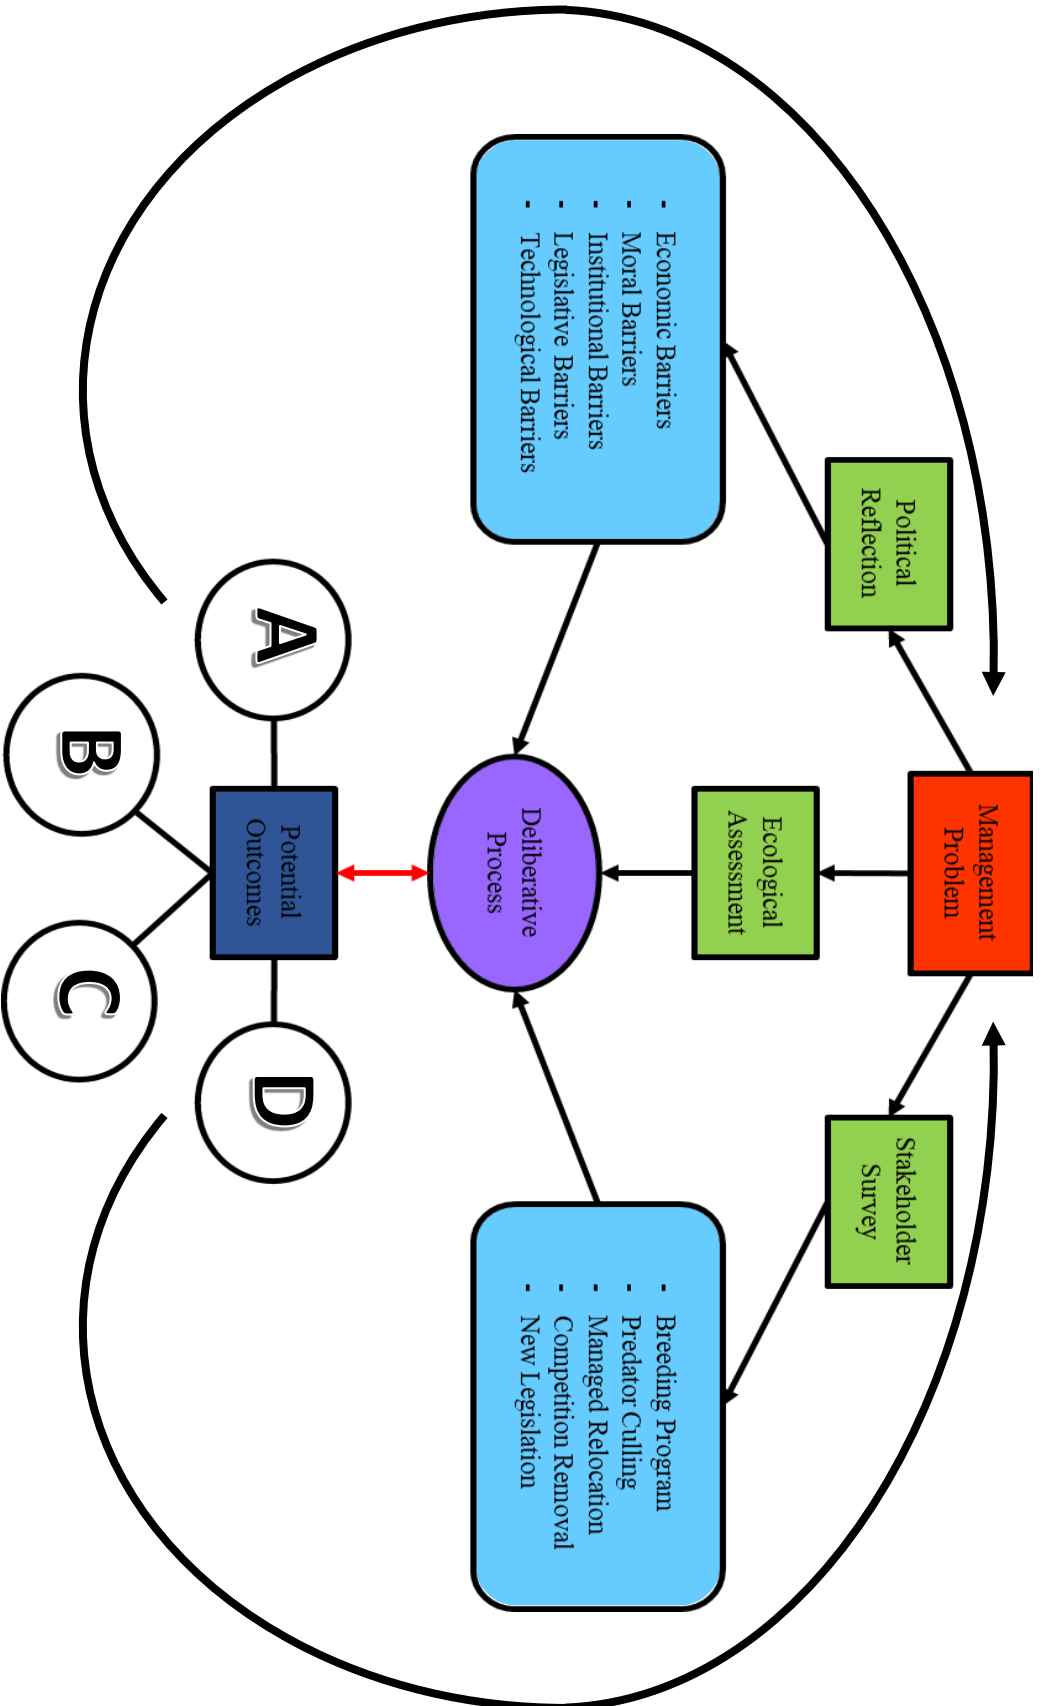 Management
Problem
Political
Reflection
Ecological
Assessment
Stakeholder
Survey
- Economic Barriers
- Moral Barriers
- Institutional Barriers
- Legislative Barriers
- Technological Barriers
Deliberative
Process
- Breeding Program
- Predator Culling
- Managed Relocation
- Competition Removal
- New Legislation
Potential
Outcomes
A
B
C
D